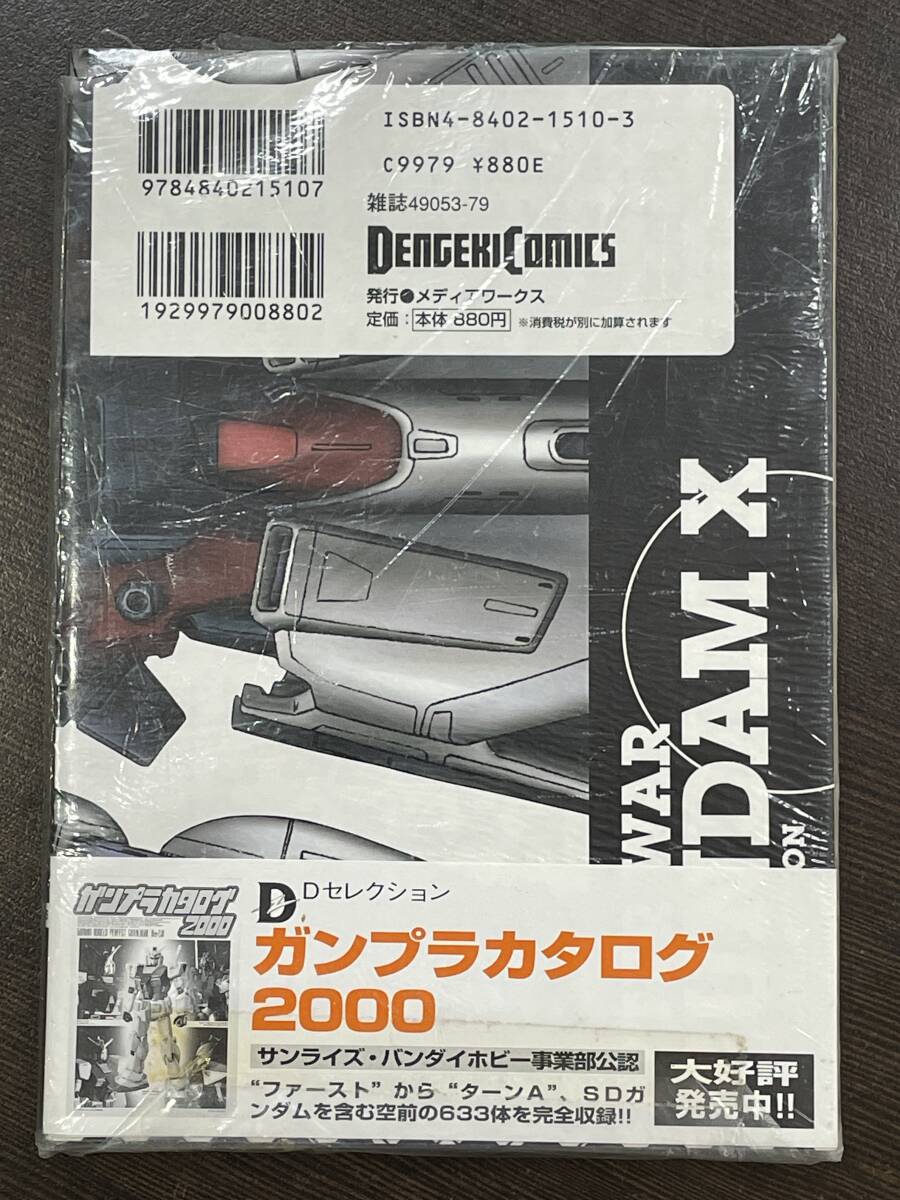 ISBN4-8402-1510-3
C9979 ¥880E
9784840215107
雑誌49053-79
DENGEKI COMICS
1929979008802
発行●メディアワークス
定価：本体 880円 ※消費税が別に加算されます
WAR
NDAM X
ON
ガンプラカタログ
2000
D Dセレクション
ガンプラカタログ
2000
サンライズ・バンダイホビー事業部公認
“ファースト”から“ターンA”、SDガ
ンダムを含む空前の633体を完全収録!!
大好評
発売中!!